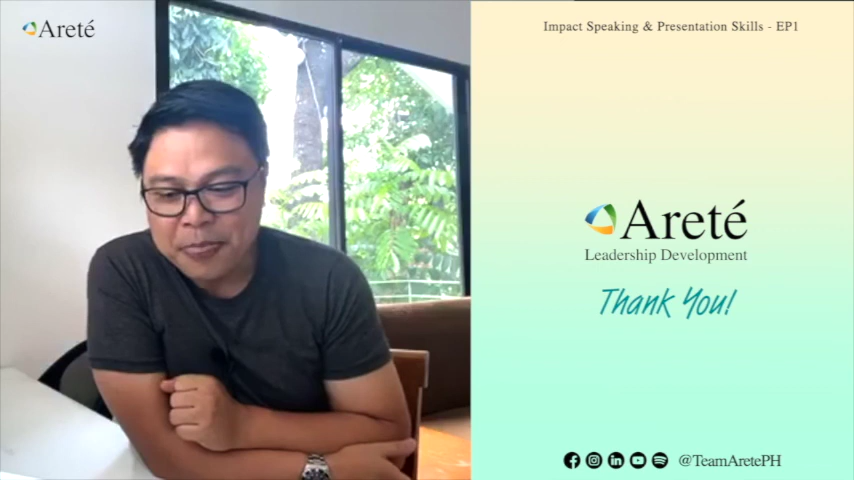 Areté
Impact Speaking & Presentation Skills - EP1
Areté
Leadership Development
Thank You!
@TeamAretePH